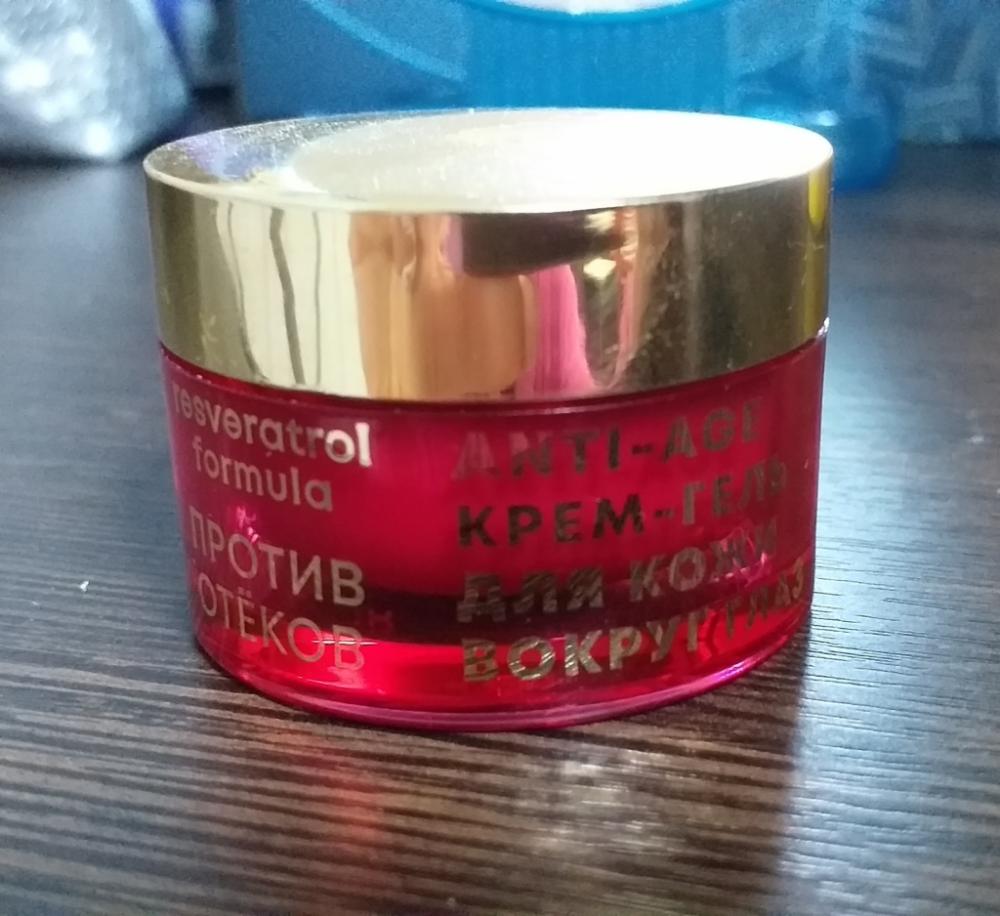 resveratrol
formula
ПРОТИВ
ОТЁКОВ
ANTI-AGE
КРЕМ-ГЕЛЬ
ДЛЯ КОЖИ
ВОКРУГ ГЛАЗ